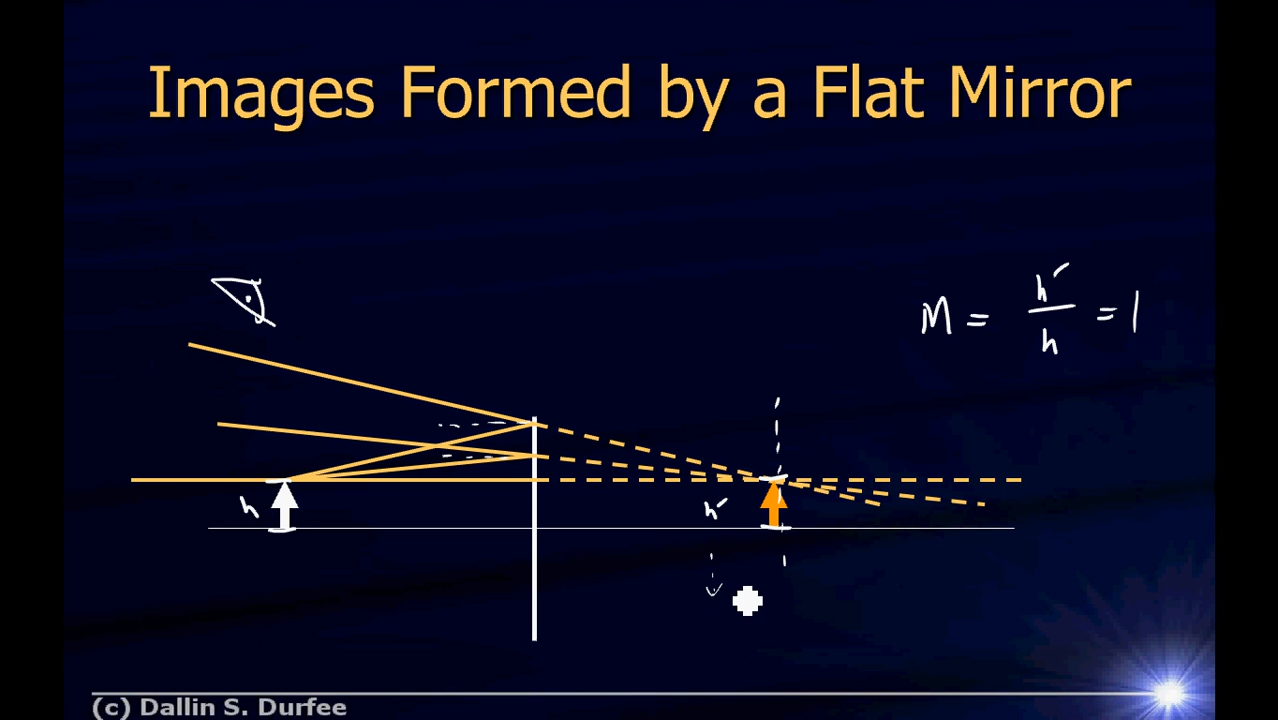 Images Formed by a Flat Mirror
M = h′/h = 1
h
h′
(c) Dallin S. Durfee